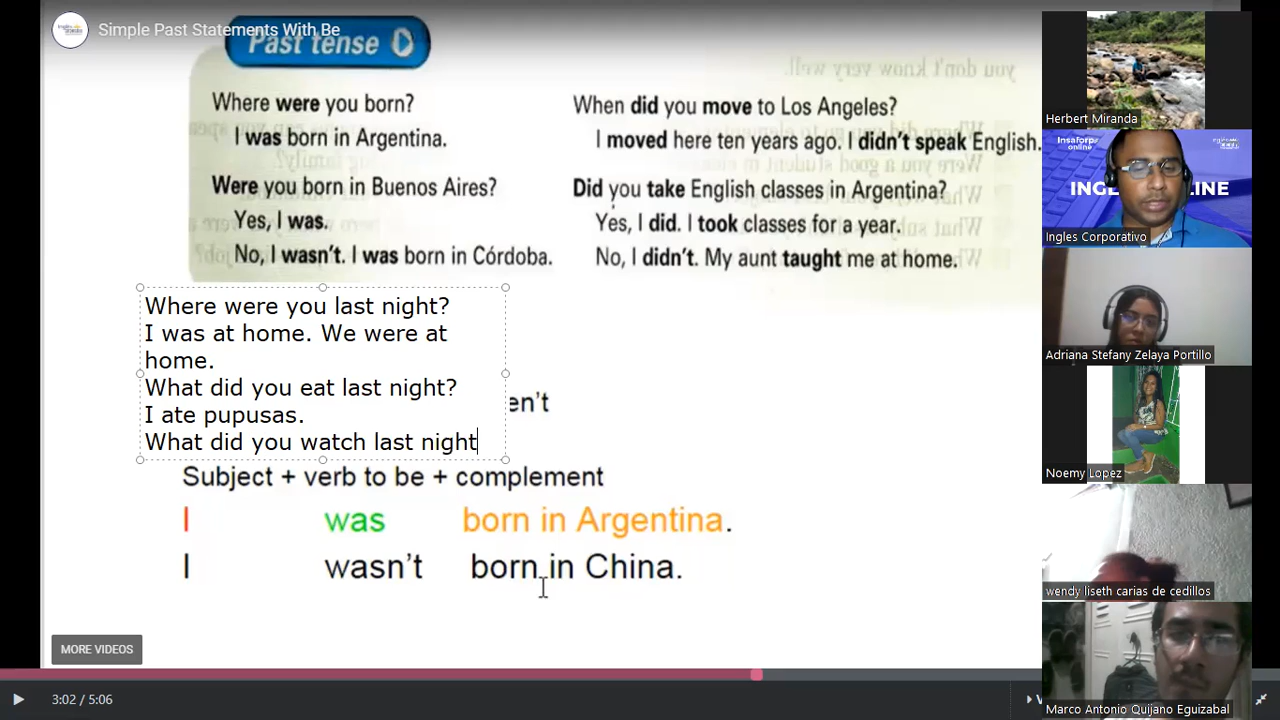 Simple Past Statements With Be
Past tense
Where were you born?
I was born in Argentina.
Were you born in Buenos Aires?
Yes, I was.
No, I wasn't. I was born in Córdoba.
When did you move to Los Angeles?
I moved here ten years ago. I didn't speak English.
Did you take English classes in Argentina?
Yes, I did. I took classes for a year.
No, I didn't. My aunt taught me at home.
Where were you last night?
I was at home. We were at
home.
What did you eat last night?
I ate pupusas.
What did you watch last night
en't
Subject + verb to be + complement
I was born in Argentina.
I wasn't born in China.
MORE VIDEOS
3:02 / 5:06
Herbert Miranda
Insaforp
online
Ingles Corporativo
Adriana Stefany Zelaya Portillo
Noemy Lopez
wendy liseth carias de cedillos
Marco Antonio Quijano Eguizabal